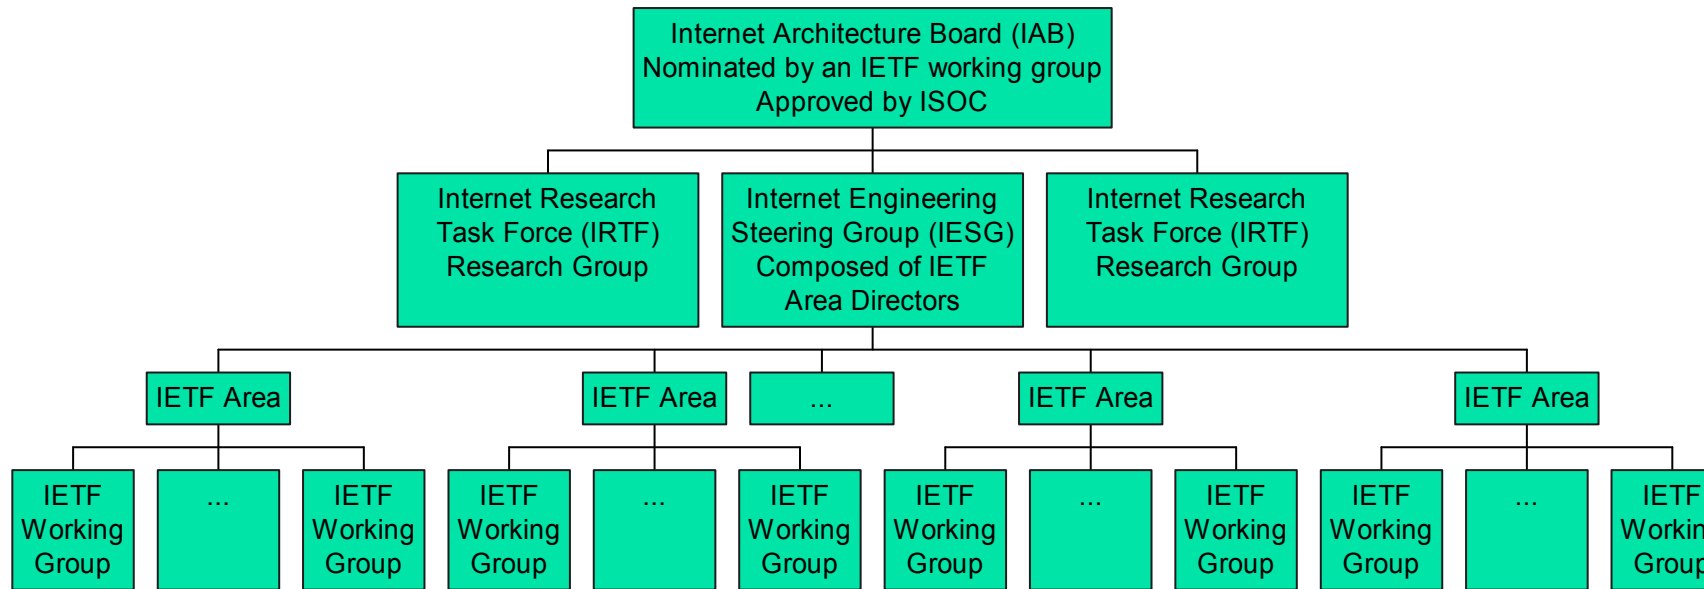 Internet Architecture Board (IAB)
Nominated by an IETF working group
Approved by ISOC
Internet Research
Task Force (IRTF)
Research Group
Internet Engineering
Steering Group (IESG)
Composed of IETF
Area Directors
Internet Research
Task Force (IRTF)
Research Group
IETF Area
IETF Area
...
IETF Area
IETF Area
IETF
Working
Group
...
IETF
Working
Group
IETF
Working
Group
...
IETF
Working
Group
IETF
Working
Group
...
IETF
Working
Group
IETF
Working
Group
...
IETF
Workin
Group